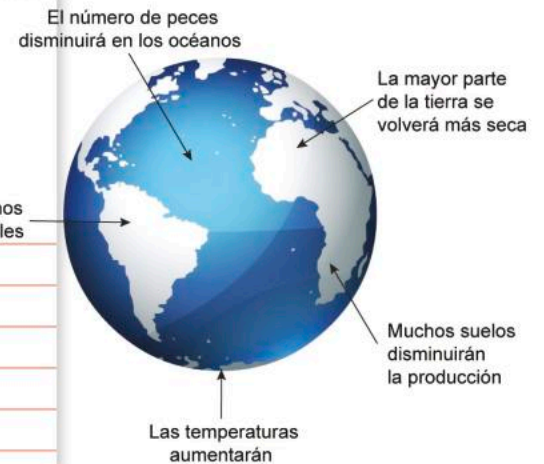 El número de peces
disminuirá en los océanos
La mayor parte
de la tierra se
volverá más seca
Muchos suelos
disminuirán
la producción
Las temperaturas
aumentarán